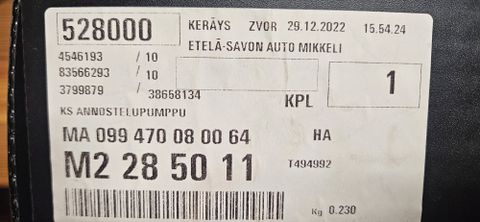 528000 KERÄYS ZVOR 29.12.2022 15.54.24
ETELÄ-SAVON AUTO MIKKELI
4546193 / 10
83566293 / 10
3799879 / 38658134
KPL 1
KS ANNOSTELUPUMPPU
MA 099 470 08 00 64 HA
M2 28 50 11 T494992
Kg 0.230